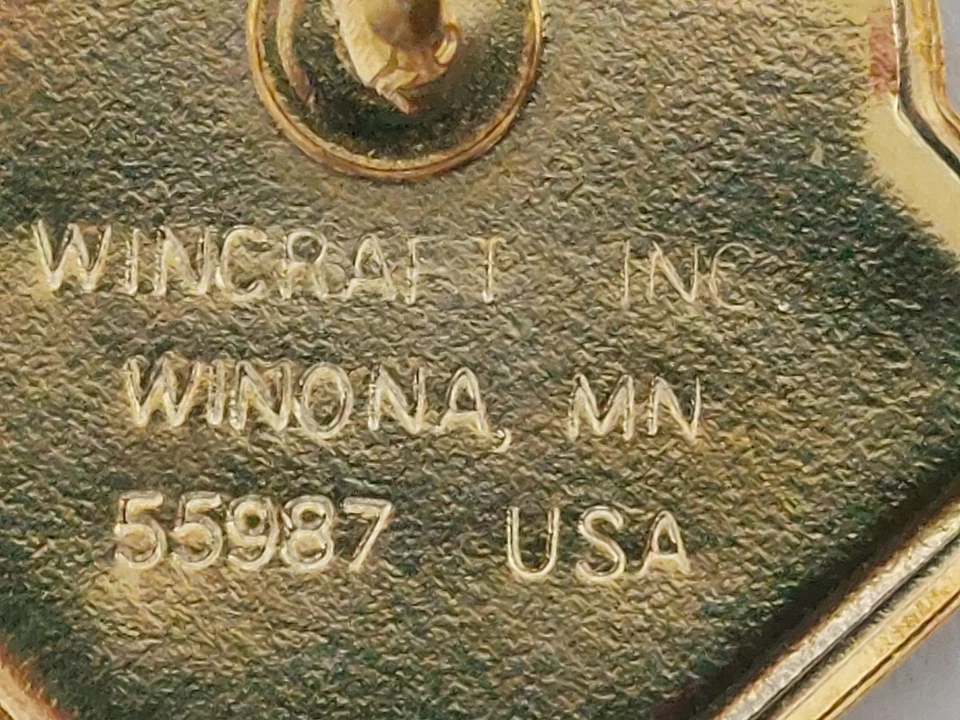 WINCRAFT INC.
WINONA, MN
55987 USA